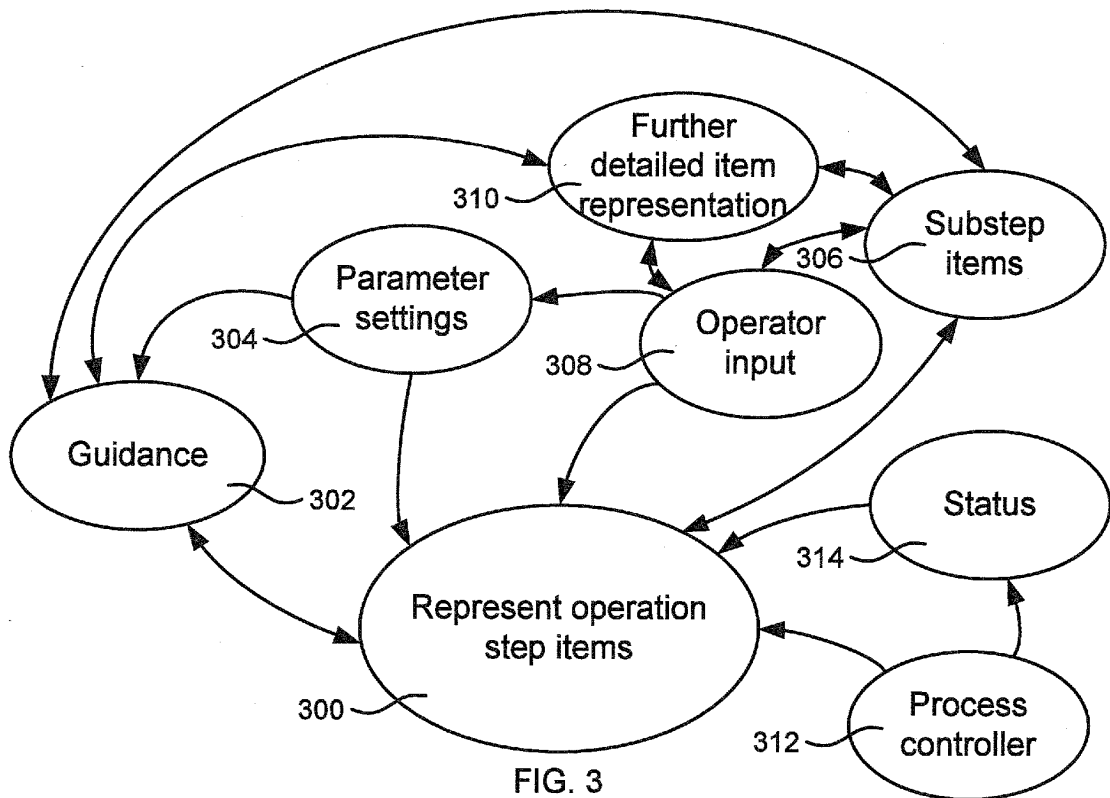 Further
detailed item
representation
310
Substep
items
306
Parameter
settings
304
Operator
input
308
Guidance
302
Status
314
Represent operation
step items
300
Process
controller
312
FIG. 3